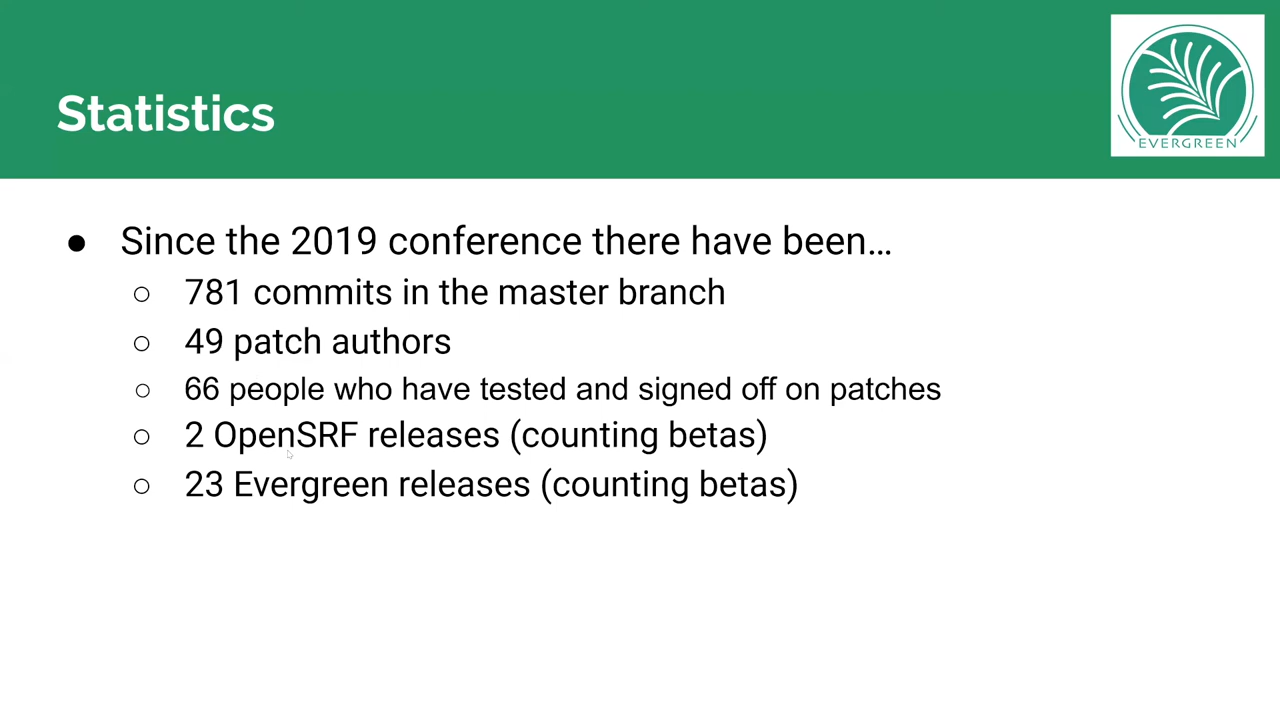 Statistics
EVERGREEN
● Since the 2019 conference there have been…
○ 781 commits in the master branch
○ 49 patch authors
○ 66 people who have tested and signed off on patches
○ 2 OpenSRF releases (counting betas)
○ 23 Evergreen releases (counting betas)